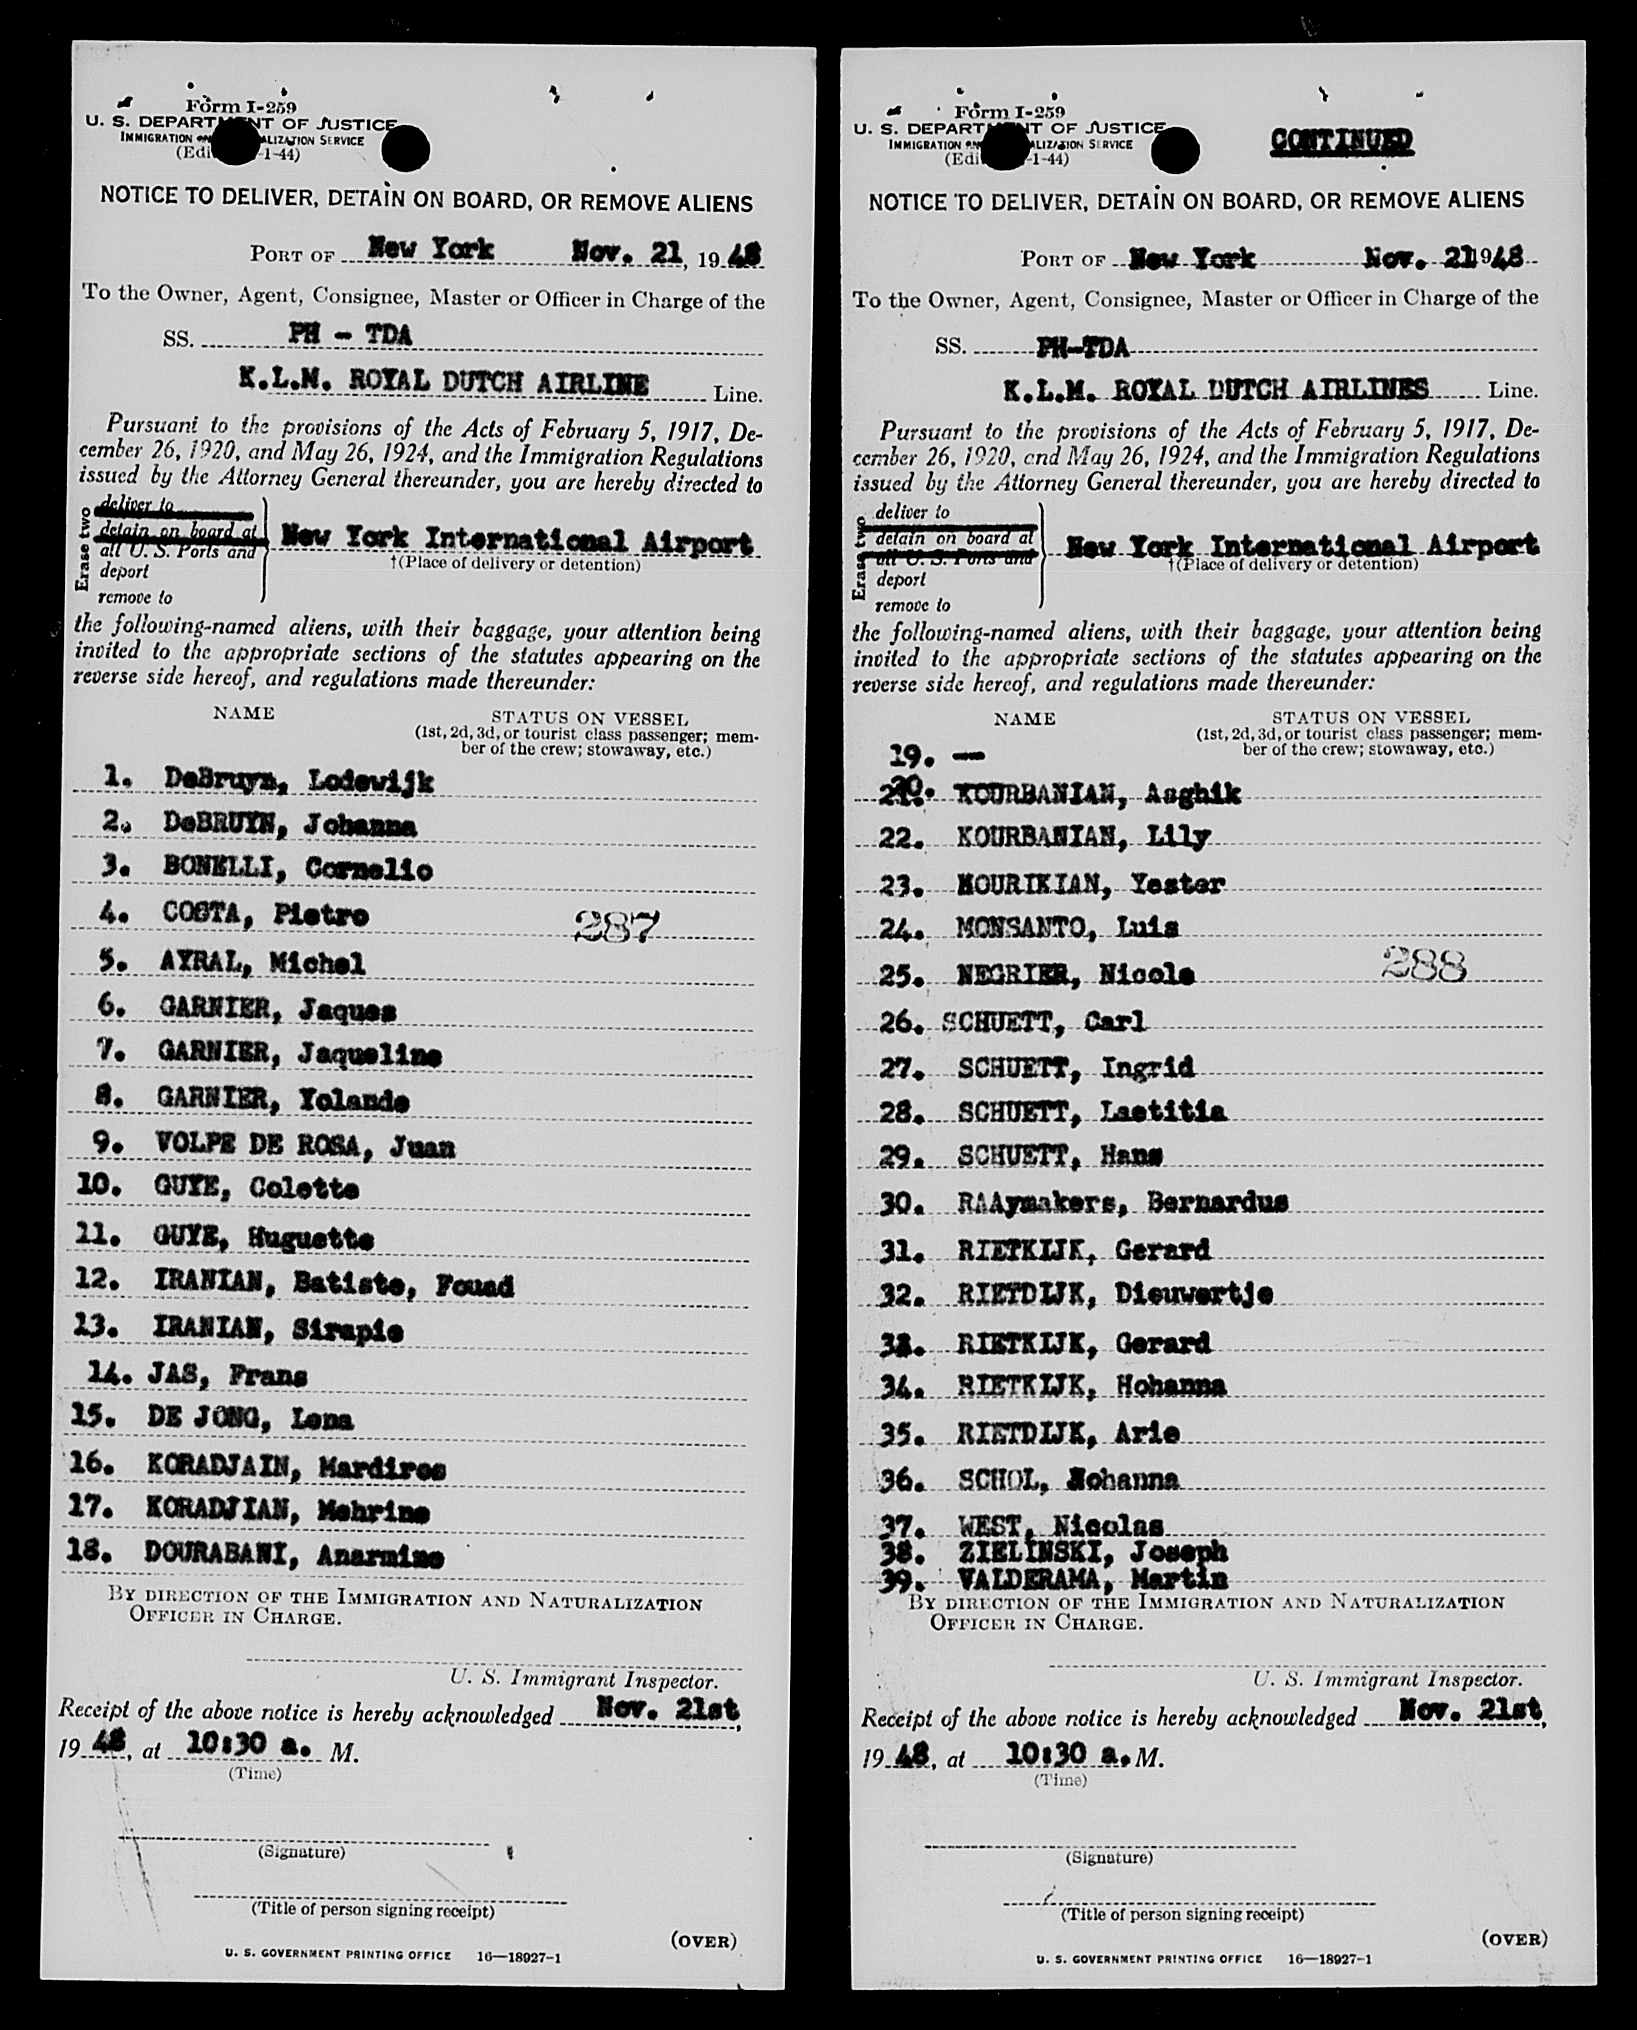 Form I-259
U. S. DEPARTMENT OF JUSTICE
IMMIGRATION AND NATURALIZATION SERVICE
(Edition 1-44)
NOTICE TO DELIVER, DETAIN ON BOARD, OR REMOVE ALIENS
PORT OF New York Nov. 21, 1948
To the Owner, Agent, Consignee, Master or Officer in Charge of the
SS. PH - TDA
K.L.M. ROYAL DUTCH AIRLINE Line.
Pursuant to the provisions of the Acts of February 5, 1917, De-
cember 26, 1920, and May 26, 1924, and the Immigration Regulations
issued by the Attorney General thereunder, you are hereby directed to
Erase two
deliver to
detain on board at
all U. S. Ports and
deport
remove to
New York International Airport
†(Place of delivery or detention)
the following-named aliens, with their baggage, your attention being
invited to the appropriate sections of the statutes appearing on the
reverse side hereof, and regulations made thereunder:
NAME STATUS ON VESSEL
(1st, 2d, 3d, or tourist class passenger; mem-
ber of the crew; stowaway, etc.)
1. DeBruyn, Lodewijk
2. DeBRUYN, Johanna
3. BONELLI, Cornelio
4. COSTA, Pietro 287
5. AYRAL, Michel
6. GARNIER, Jaques
7. GARNIER, Jaqueline
8. GARNIER, Yolande
9. VOLPE DE ROSA, Juan
10. GUYE, Colette
11. GUYE, Huguette
12. IRANIAN, Batiste, Fouad
13. IRANIAN, Sirapie
14. JAS, Frans
15. DE JONG, Lena
16. KORADJAIN, Mardiros
17. KORADJIAN, Mehrine
18. DOURABANI, Anarmine
BY DIRECTION OF THE IMMIGRATION AND NATURALIZATION
OFFICER IN CHARGE.
U. S. Immigrant Inspector.
Receipt of the above notice is hereby acknowledged Nov. 21st,
1948, at 10:30 a. M.
(Time)
(Signature)
(Title of person signing receipt)
(OVER)
U. S. GOVERNMENT PRINTING OFFICE 16—18927-1
Form I-259
U. S. DEPARTMENT OF JUSTICE
IMMIGRATION AND NATURALIZATION SERVICE
(Edition 1-44)
CONTINUED
NOTICE TO DELIVER, DETAIN ON BOARD, OR REMOVE ALIENS
PORT OF New York Nov. 21 1948
To the Owner, Agent, Consignee, Master or Officer in Charge of the
SS. PH-TDA
K.L.M. ROYAL DUTCH AIRLINES Line.
Pursuant to the provisions of the Acts of February 5, 1917, De-
cember 26, 1920, and May 26, 1924, and the Immigration Regulations
issued by the Attorney General thereunder, you are hereby directed to
Erase two
deliver to
detain on board at
all U. S. Ports and
deport
remove to
New York International Airport
†(Place of delivery or detention)
the following-named aliens, with their baggage, your attention being
invited to the appropriate sections of the statutes appearing on the
reverse side hereof, and regulations made thereunder:
NAME STATUS ON VESSEL
(1st, 2d, 3d, or tourist class passenger; mem-
ber of the crew; stowaway, etc.)
19. —
20.
21. KOURBANIAN, Asghik
22. KOURBANIAN, Lily
23. MOURIKIAN, Yester
24. MONSANTO, Luis
25. NEGRIER, Nicole 288
26. SCHUETT, Carl
27. SCHUETT, Ingrid
28. SCHUETT, Laetitia
29. SCHUETT, Hans
30. RAAymakers, Bernardus
31. RIETKIJK, Gerard
32. RIETDIJK, Dieuwertje
33. RIETKIJK, Gerard
34. RIETKIJK, Hohanna
35. RIETDIJK, Arie
36. SCHOL, Johanna
37. WEST, Nicolas
38. ZIELINSKI, Joseph
39. VALDERAMA, Martin
BY DIRECTION OF THE IMMIGRATION AND NATURALIZATION
OFFICER IN CHARGE.
U. S. Immigrant Inspector.
Receipt of the above notice is hereby acknowledged Nov. 21st,
1948, at 10:30 a. M.
(Time)
(Signature)
(Title of person signing receipt)
(OVER)
U. S. GOVERNMENT PRINTING OFFICE 16—18927-1